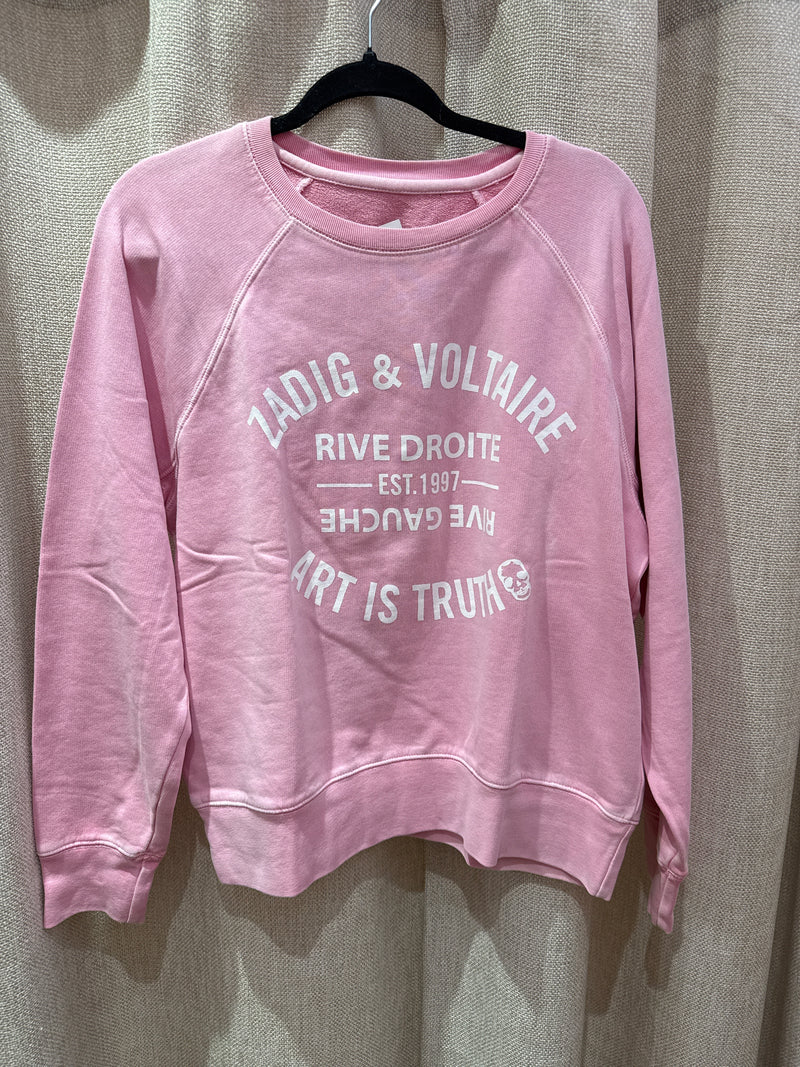 ZADIG & VOLTAIRE
RIVE DROITE
EST.1997
RIVE GAUCHE
ART IS TRUTH